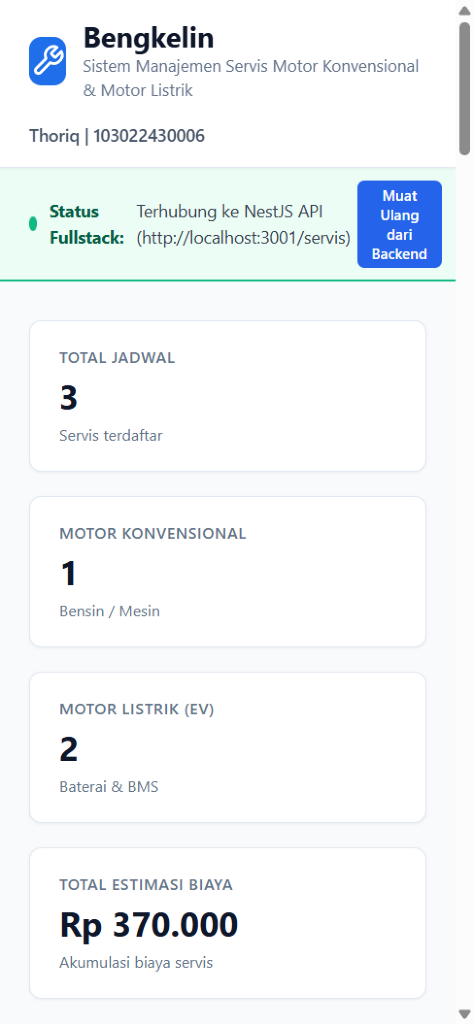 Bengkelin
Sistem Manajemen Servis Motor Konvensional
& Motor Listrik
Thoriq | 103022430006
Status
Fullstack:
Terhubung ke NestJS API
(http://localhost:3001/servis)
Muat
Ulang
dari
Backend
TOTAL JADWAL
3
Servis terdaftar
MOTOR KONVENSIONAL
1
Bensin / Mesin
MOTOR LISTRIK (EV)
2
Baterai & BMS
TOTAL ESTIMASI BIAYA
Rp 370.000
Akumulasi biaya servis